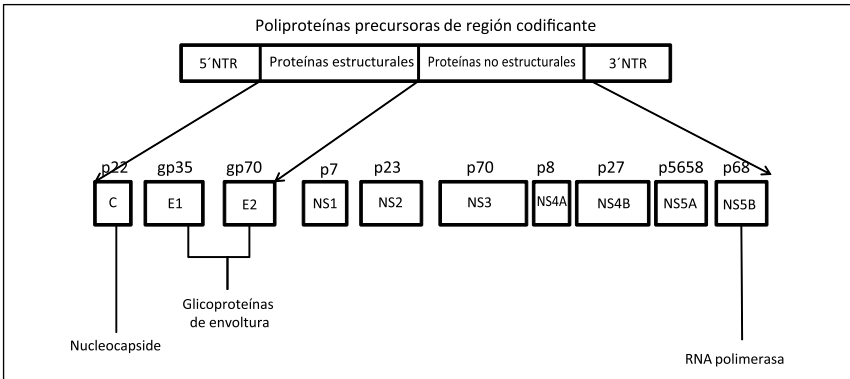 Poliproteínas precursoras de región codificante
5´NTR Proteínas estructurales Proteínas no estructurales 3´NTR
p22 gp35 gp70 p7 p23 p70 p8 p27 p5658 p68
C E1 E2 NS1 NS2 NS3 NS4A NS4B NS5A NS5B
Glicoproteínas
de envoltura
Nucleocapside
RNA polimerasa